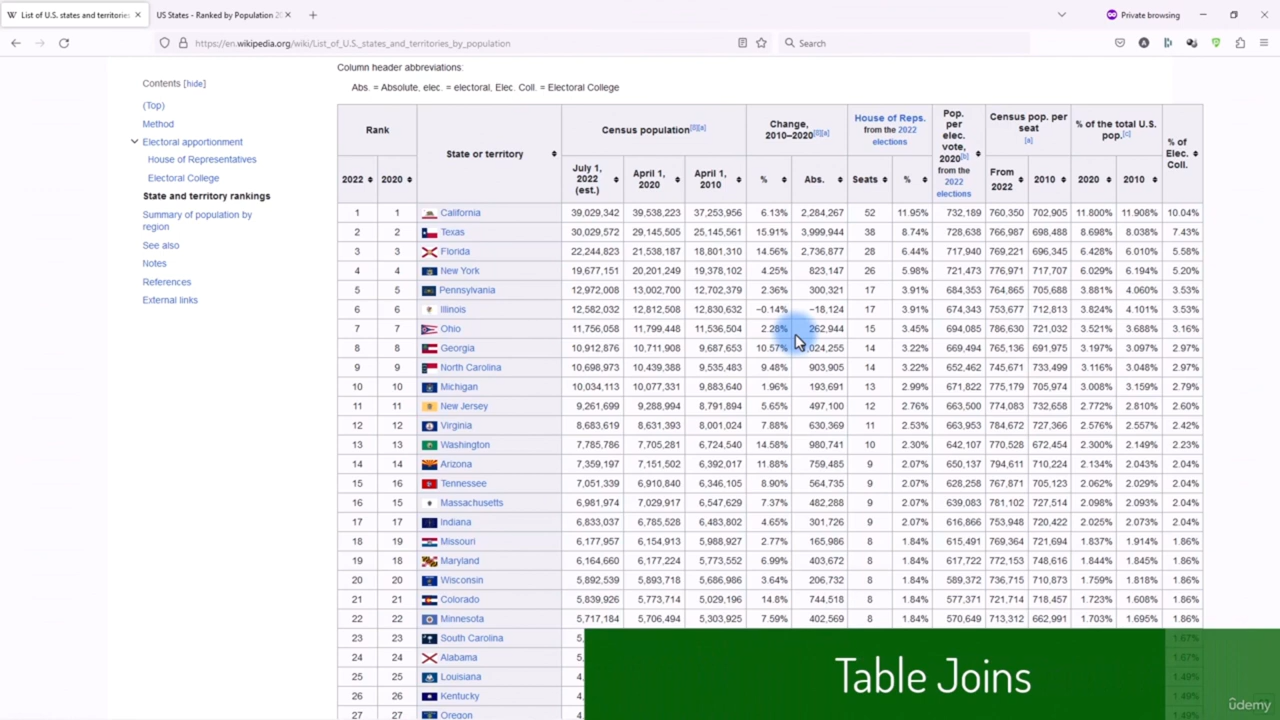 List of U.S. states and territories
US States - Ranked by Population 20
Private browsing
https://en.wikipedia.org/wiki/List_of_U.S._states_and_territories_by_population
Search
Contents [hide]
(Top)
Method
Electoral apportionment
House of Representatives
Electoral College
State and territory rankings
Summary of population by
region
See also
Notes
References
External links
Column header abbreviations:
Abs. = Absolute, elec. = electoral, Elec. Coll. = Electoral College
Rank
State or territory
Census population
Change,
2010–2020
House of Reps.
from the 2022
elections
Pop.
per
elec.
vote,
2020
from the
2022
elections
Census pop. per
seat
[a]
% of the total U.S.
pop.[c]
% of
Elec.
Coll.
2022 2020 July 1, 2022 (est.) April 1, 2020 April 1, 2010 % Abs. Seats % From 2022 2010 2020 2010
1 1 California 39,029,342 39,538,223 37,253,956 6.13% 2,284,267 52 11.95% 732,189 760,350 702,905 11.800% 11.908% 10.04%
2 2 Texas 30,029,572 29,145,505 25,145,561 15.91% 3,999,944 38 8.74% 728,638 766,987 698,488 8.698% 8.038% 7.43%
3 3 Florida 22,244,823 21,538,187 18,801,310 14.56% 2,736,877 28 6.44% 717,940 769,221 696,345 6.428% 6.010% 5.58%
4 4 New York 19,677,151 20,201,249 19,378,102 4.25% 823,147 26 5.98% 721,473 776,971 717,707 6.029% 6.194% 5.20%
5 5 Pennsylvania 12,972,008 13,002,700 12,702,379 2.36% 300,321 17 3.91% 684,353 764,865 705,688 3.881% 4.060% 3.53%
6 6 Illinois 12,582,032 12,812,508 12,830,632 −0.14% −18,124 17 3.91% 674,343 753,677 712,813 3.824% 4.101% 3.53%
7 7 Ohio 11,756,058 11,799,448 11,536,504 2.28% 262,944 15 3.45% 694,085 786,630 721,032 3.521% 3.688% 3.16%
8 8 Georgia 10,912,876 10,711,908 9,687,653 10.57% ,024,255 14 3.22% 669,494 765,136 691,975 3.197% 3.097% 2.97%
9 9 North Carolina 10,698,973 10,439,388 9,535,483 9.48% 903,905 14 3.22% 652,462 745,671 733,499 3.116% 3.048% 2.97%
10 10 Michigan 10,034,113 10,077,331 9,883,640 1.96% 193,691 13 2.99% 671,822 775,179 705,974 3.008% 3.159% 2.79%
11 11 New Jersey 9,261,699 9,288,994 8,791,894 5.65% 497,100 12 2.76% 663,500 774,083 732,658 2.772% 2.810% 2.60%
12 12 Virginia 8,683,619 8,631,393 8,001,024 7.88% 630,369 11 2.53% 663,953 784,672 727,366 2.576% 2.557% 2.42%
13 13 Washington 7,785,786 7,705,281 6,724,540 14.58% 980,741 10 2.30% 642,107 770,528 672,454 2.300% 2.149% 2.23%
14 14 Arizona 7,359,197 7,151,502 6,392,017 11.88% 759,485 9 2.07% 650,137 794,611 710,224 2.134% 2.043% 2.04%
15 16 Tennessee 7,051,339 6,910,840 6,346,105 8.90% 564,735 9 2.07% 628,258 767,871 705,123 2.062% 2.029% 2.04%
16 15 Massachusetts 6,981,974 7,029,917 6,547,629 7.37% 482,288 9 2.07% 639,083 781,102 727,514 2.098% 2.093% 2.04%
17 17 Indiana 6,833,037 6,785,528 6,483,802 4.65% 301,726 9 2.07% 616,866 753,948 720,422 2.025% 2.073% 2.04%
18 19 Missouri 6,177,957 6,154,913 5,988,927 2.77% 165,986 8 1.84% 615,491 769,364 721,694 1.837% 1.914% 1.86%
19 18 Maryland 6,164,660 6,177,224 5,773,552 6.99% 403,672 8 1.84% 617,722 772,153 748,616 1.844% 1.845% 1.86%
20 20 Wisconsin 5,892,539 5,893,718 5,686,986 3.64% 206,732 8 1.84% 589,372 736,715 710,873 1.759% 1.818% 1.86%
21 21 Colorado 5,839,926 5,773,714 5,029,196 14.8% 744,518 8 1.84% 577,371 721,714 718,457 1.723% 1.608% 1.86%
22 22 Minnesota 5,717,184 5,706,494 5,303,925 7.59% 402,569 8 1.84% 570,649 713,312 662,991 1.703% 1.695% 1.86%
23 23 South Carolina 5, 1.67%
24 24 Alabama 5, 1.67%
25 25 Louisiana 4, 1.49%
26 26 Kentucky 4, 1.49%
27 27 Oregon 4,
Table Joins
ûdemy